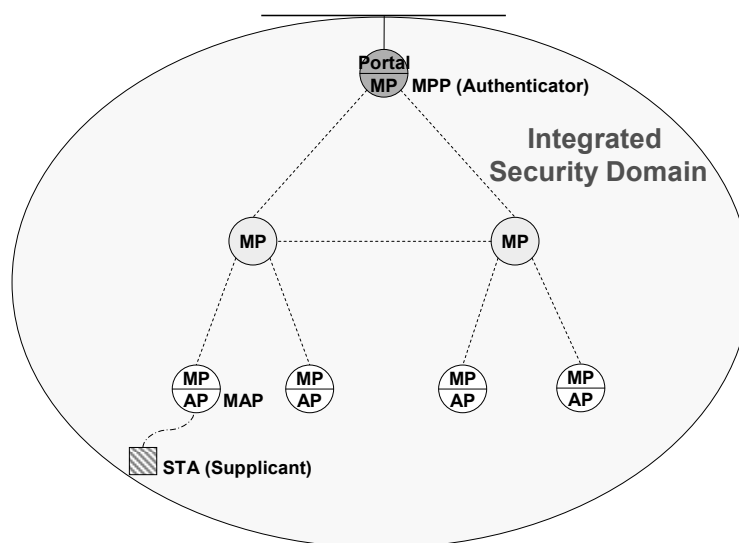 Portal
MP
MPP (Authenticator)
Integrated
Security Domain
MP
MP
MP
AP
MAP
MP
AP
MP
AP
MP
AP
STA (Supplicant)